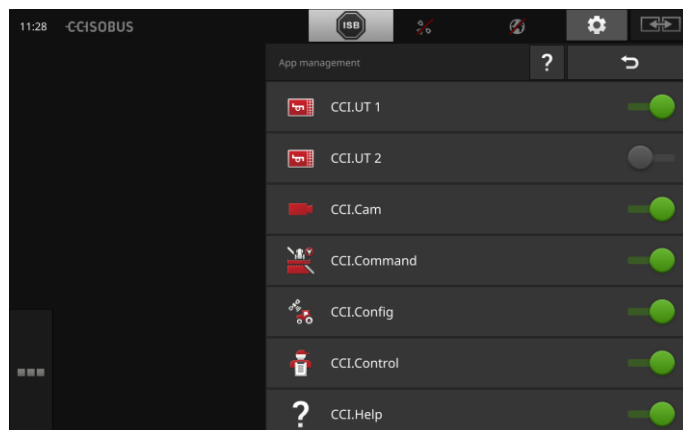 11:28 CCISOBUS
ISB
App management ?
CCI.UT 1
CCI.UT 2
CCI.Cam
CCI.Command
CCI.Config
CCI.Control
? CCI.Help